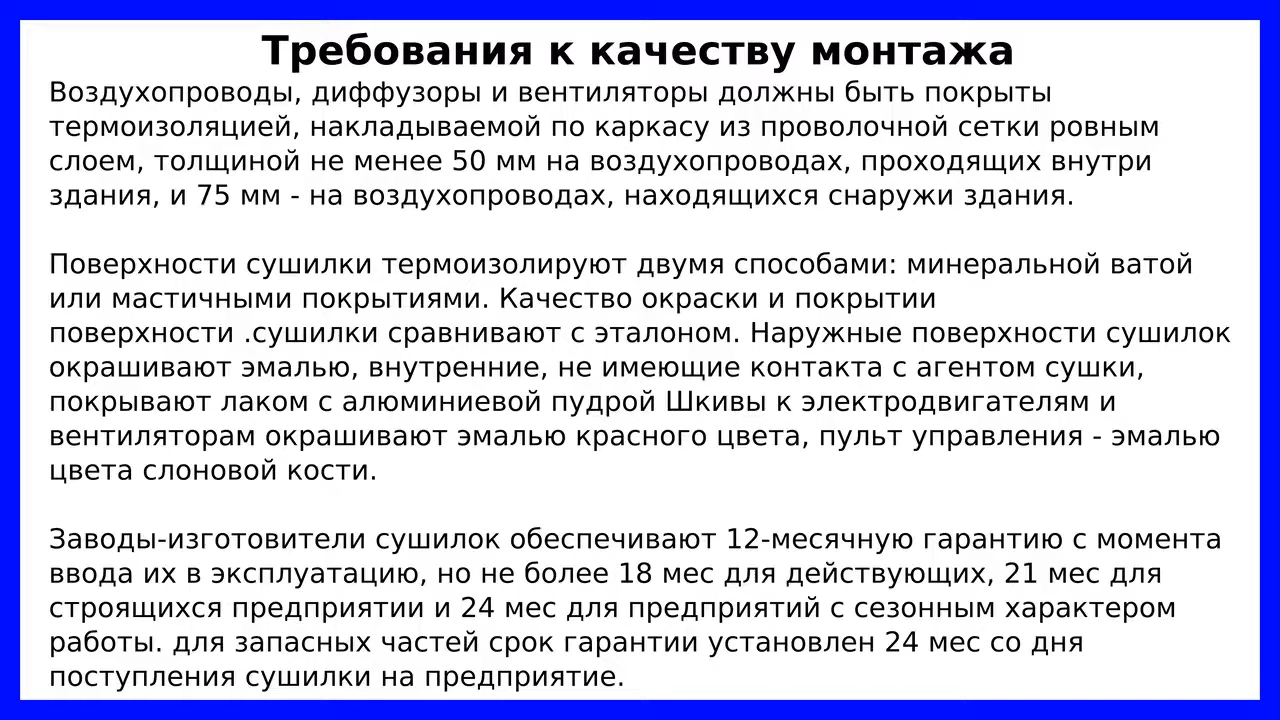 Требования к качеству монтажа
Воздухопроводы, диффузоры и вентиляторы должны быть покрыты
термоизоляцией, накладываемой по каркасу из проволочной сетки ровным
слоем, толщиной не менее 50 мм на воздухопроводах, проходящих внутри
здания, и 75 мм - на воздухопроводах, находящихся снаружи здания.
Поверхности сушилки термоизолируют двумя способами: минеральной ватой
или мастичными покрытиями. Качество окраски и покрытии
поверхности .сушилки сравнивают с эталоном. Наружные поверхности сушилок
окрашивают эмалью, внутренние, не имеющие контакта с агентом сушки,
покрывают лаком с алюминиевой пудрой Шкивы к электродвигателям и
вентиляторам окрашивают эмалью красного цвета, пульт управления - эмалью
цвета слоновой кости.
Заводы-изготовители сушилок обеспечивают 12-месячную гарантию с момента
ввода их в эксплуатацию, но не более 18 мес для действующих, 21 мес для
строящихся предприятии и 24 мес для предприятий с сезонным характером
работы. для запасных частей срок гарантии установлен 24 мес со дня
поступления сушилки на предприятие.